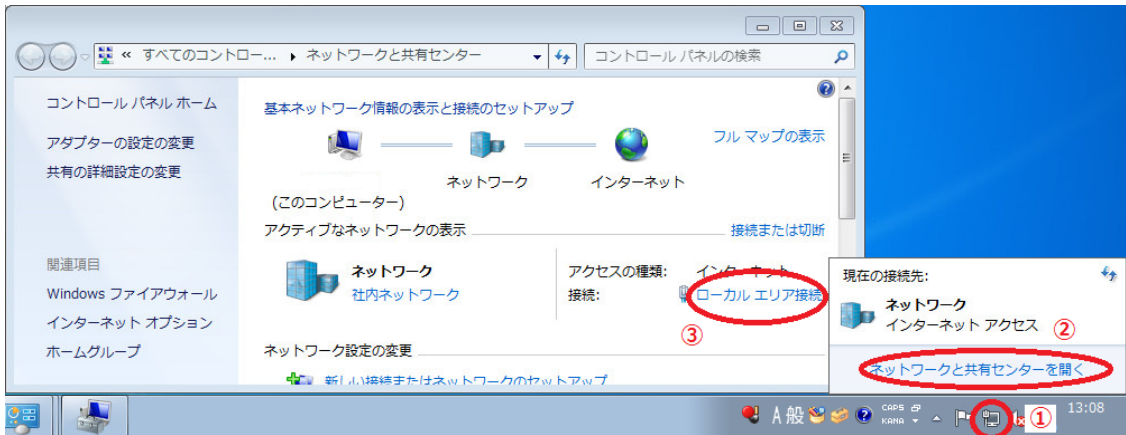 « すべてのコントロー... ▸ ネットワークと共有センター
コントロール パネルの検索
コントロール パネル ホーム
アダプターの設定の変更
共有の詳細設定の変更
関連項目
Windows ファイアウォール
インターネット オプション
ホームグループ
基本ネットワーク情報の表示と接続のセットアップ
フル マップの表示
ネットワーク
インターネット
(このコンピューター)
アクティブなネットワークの表示
接続または切断
ネットワーク
社内ネットワーク
アクセスの種類: インターネット
接続: ローカル エリア接続
③
ネットワーク設定の変更
新しい接続またはネットワークのセットアップ
現在の接続先:
ネットワーク
インターネット アクセス
②
ネットワークと共有センターを開く
A 般
CAPS
KANA
①
13:08